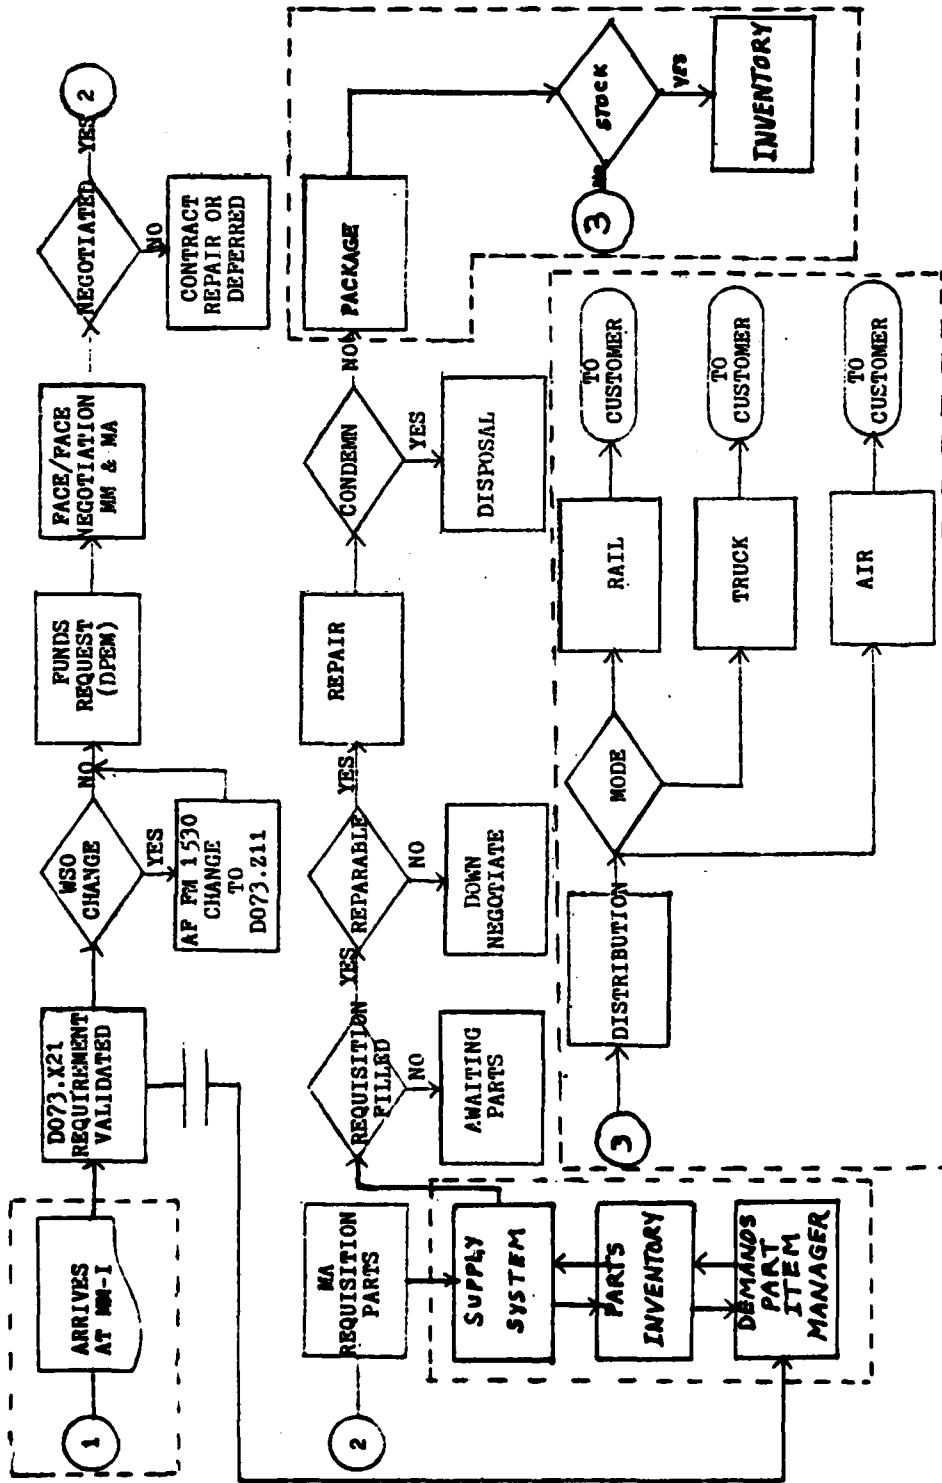 1
ARRIVES
AT MM-I
D073.X21
REQUIREMENT
VALIDATED
WSO
CHANGE
NO
YES
AF FM 1530
CHANGE
TO
D073.Z11
FUNDS
REQUEST
(DPEM)
FACE/FACE
NEGOTIATION
MM & MA
NEGOTIATED
YES
2
NO
CONTRACT
REPAIR OR
DEFERRED
2
MA
REQUISITION
PARTS
SUPPLY
SYSTEM
PARTS
INVENTORY
DEMANDS
PART
ITEM
MANAGER
REQUISITION
FILLED
YES
NO
AWAITING
PARTS
REPARABLE
YES
NO
DOWN
NEGOTIATE
REPAIR
CONDEMN
NO
YES
DISPOSAL
PACKAGE
STOCK
NO
3
YES
INVENTORY
3
DISTRIBUTION
MODE
RAIL
TO
CUSTOMER
TRUCK
TO
CUSTOMER
AIR
TO
CUSTOMER